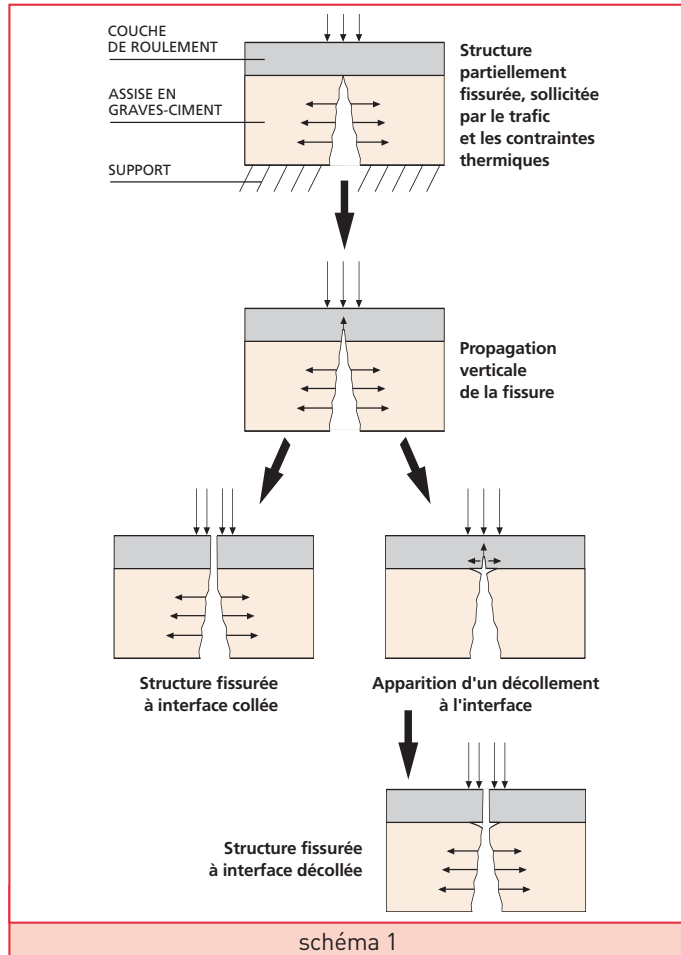 COUCHE
DE ROULEMENT
ASSISE EN
GRAVES-CIMENT
SUPPORT
Structure
partiellement
fissurée, sollicitée
par le trafic
et les contraintes
thermiques
Propagation
verticale
de la fissure
Structure fissurée
à interface collée
Apparition d'un décollement
à l'interface
Structure fissurée
à interface décollée
schéma 1